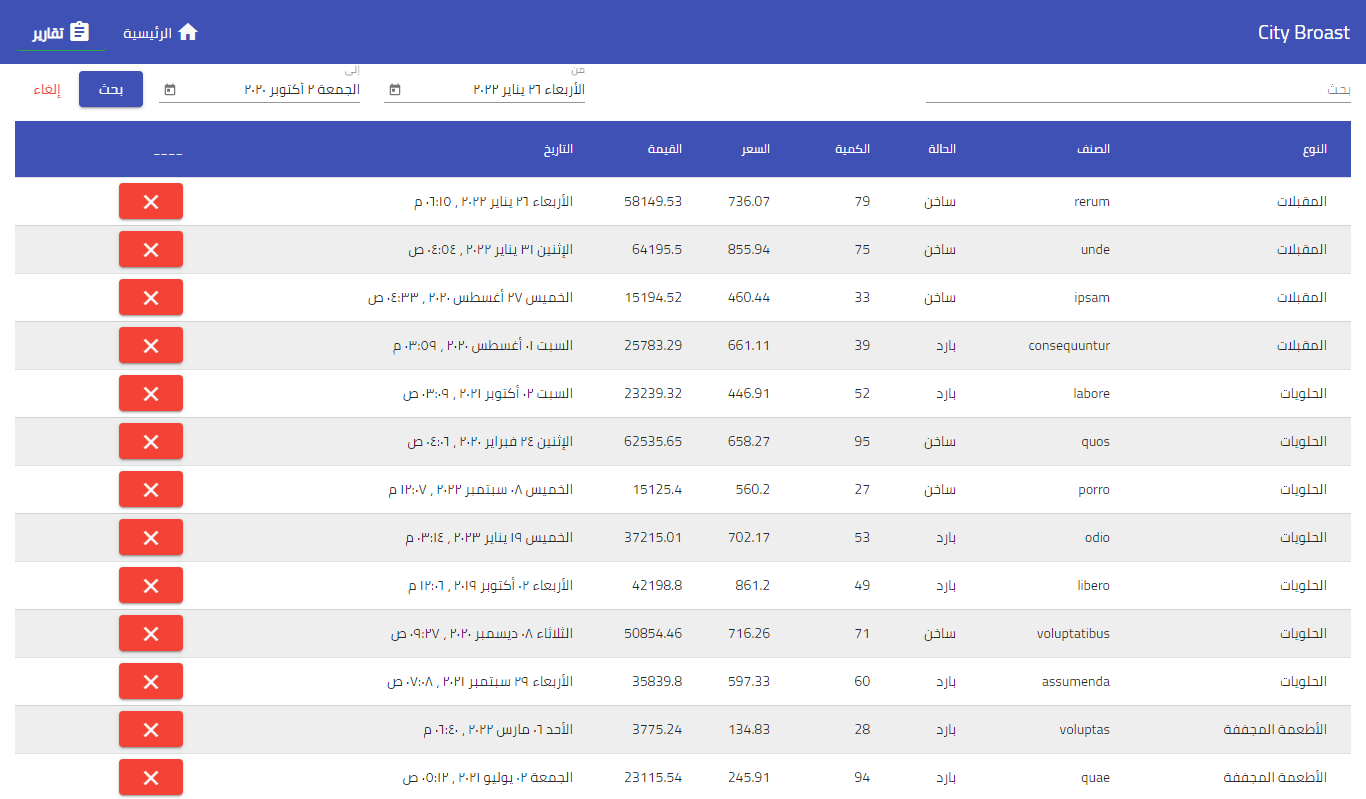 City Broast الرئيسية تقارير
من إلى
بحث الأربعاء ٢٦ يناير ٢٠٢٢ الجمعة ٢ أكتوبر ٢٠٢٠ بحث إلغاء
النوع الصنف الحالة الكمية السعر القيمة التاريخ ____
المقبلات rerum ساخن 79 736.07 58149.53 الأربعاء ٢٦ يناير ٢٠٢٢ , ٠٦:١٥ م
المقبلات unde ساخن 75 855.94 64195.5 الإثنين ٣١ يناير ٢٠٢٢ , ٠٤:٥٤ ص
المقبلات ipsam ساخن 33 460.44 15194.52 الخميس ٢٧ أغسطس ٢٠٢٠ , ٠٤:٣٣ ص
المقبلات consequuntur بارد 39 661.11 25783.29 السبت ٠١ أغسطس ٢٠٢٠ , ٠٣:٥٩ م
الحلويات labore بارد 52 446.91 23239.32 السبت ٠٢ أكتوبر ٢٠٢١ , ٠٣:٠٩ ص
الحلويات quos ساخن 95 658.27 62535.65 الإثنين ٢٤ فبراير ٢٠٢٠ , ٠٤:٠٦ ص
الحلويات porro ساخن 27 560.2 15125.4 الخميس ٠٨ سبتمبر ٢٠٢٢ , ١٢:٠٧ م
الحلويات odio بارد 53 702.17 37215.01 الخميس ١٩ يناير ٢٠٢٣ , ٠٣:١٤ م
الحلويات libero بارد 49 861.2 42198.8 الأربعاء ٠٢ أكتوبر ٢٠١٩ , ١٢:٠٦ م
الحلويات voluptatibus ساخن 71 716.26 50854.46 الثلاثاء ٠٨ ديسمبر ٢٠٢٠ , ٠٩:٢٧ ص
الحلويات assumenda بارد 60 597.33 35839.8 الأربعاء ٢٩ سبتمبر ٢٠٢١ , ٠٧:٠٨ ص
الأطعمة المجففة voluptas بارد 28 134.83 3775.24 الأحد ٠٦ مارس ٢٠٢٢ , ٠٦:٤٠ م
الأطعمة المجففة quae بارد 94 245.91 23115.54 الجمعة ٠٢ يوليو ٢٠٢١ , ٠٥:١٢ ص